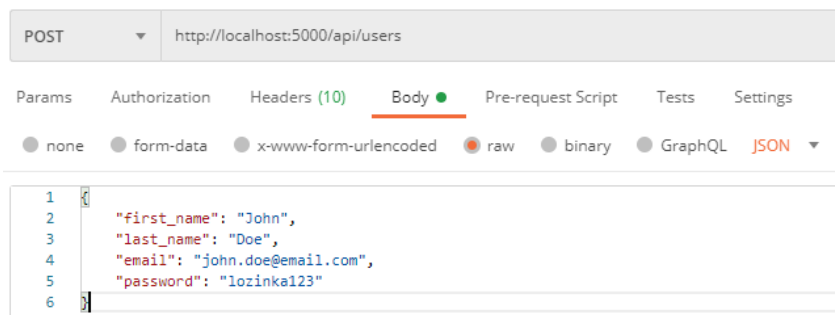 POST http://localhost:5000/api/users
Params Authorization Headers (10) Body Pre-request Script Tests Settings
none form-data x-www-form-urlencoded raw binary GraphQL JSON
1 {
2 "first_name": "John",
3 "last_name": "Doe",
4 "email": "john.doe@email.com",
5 "password": "lozinka123"
6 }